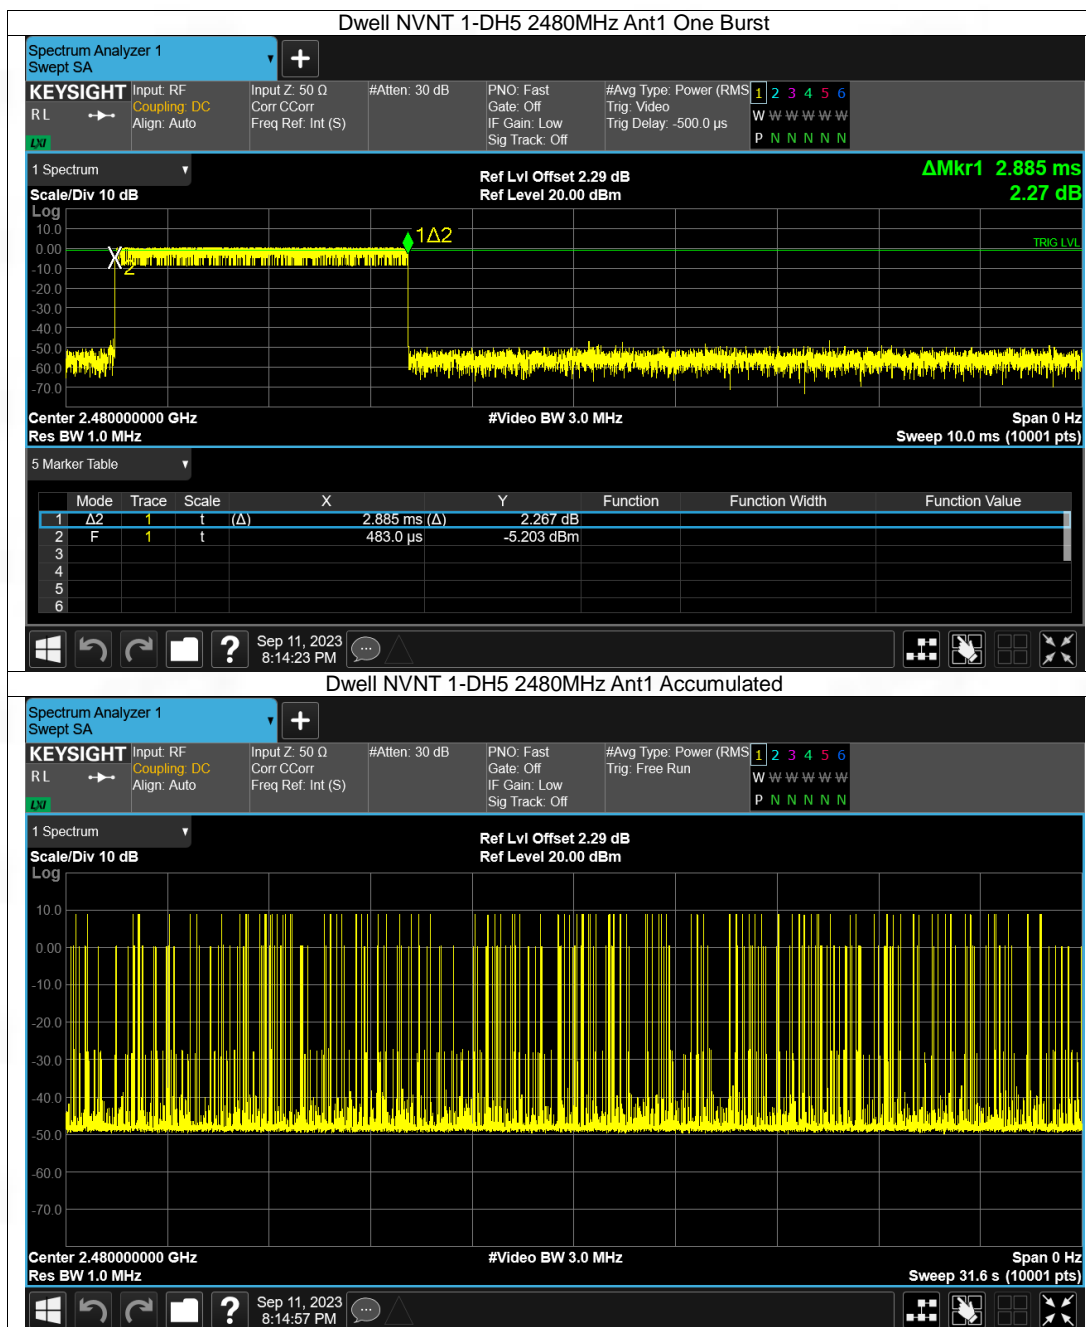 Dwell NVNT 1-DH5 2480MHz Ant1 One Burst
Spectrum Analyzer 1
Swept SA
KEYSIGHT
RL
LXI
Input: RF
Coupling: DC
Align: Auto
Input Z: 50 Ω
Corr CCorr
Freq Ref: Int (S)
#Atten: 30 dB
PNO: Fast
Gate: Off
IF Gain: Low
Sig Track: Off
#Avg Type: Power (RMS
Trig: Video
Trig Delay: -500.0 µs
1 2 3 4 5 6
W W W W W W
P N N N N N
1 Spectrum
Scale/Div 10 dB
Ref Lvl Offset 2.29 dB
Ref Level 20.00 dBm
ΔMkr1 2.885 ms
2.27 dB
Log
10.0
0.00
-10.0
-20.0
-30.0
-40.0
-50.0
-60.0
-70.0
1Δ2
2
TRIG LVL
Center 2.480000000 GHz
#Video BW 3.0 MHz
Span 0 Hz
Res BW 1.0 MHz
Sweep 10.0 ms (10001 pts)
5 Marker Table
Mode Trace Scale X Y Function Function Width Function Value
1 Δ2 1 t (Δ) 2.885 ms (Δ) 2.267 dB
2 F 1 t 483.0 µs -5.203 dBm
3
4
5
6
?
Sep 11, 2023
8:14:23 PM
Dwell NVNT 1-DH5 2480MHz Ant1 Accumulated
Spectrum Analyzer 1
Swept SA
KEYSIGHT
RL
LXI
Input: RF
Coupling: DC
Align: Auto
Input Z: 50 Ω
Corr CCorr
Freq Ref: Int (S)
#Atten: 30 dB
PNO: Fast
Gate: Off
IF Gain: Low
Sig Track: Off
#Avg Type: Power (RMS
Trig: Free Run
1 2 3 4 5 6
W W W W W W
P N N N N N
1 Spectrum
Scale/Div 10 dB
Ref Lvl Offset 2.29 dB
Ref Level 20.00 dBm
Log
10.0
0.00
-10.0
-20.0
-30.0
-40.0
-50.0
-60.0
-70.0
Center 2.480000000 GHz
#Video BW 3.0 MHz
Span 0 Hz
Res BW 1.0 MHz
Sweep 31.6 s (10001 pts)
?
Sep 11, 2023
8:14:57 PM